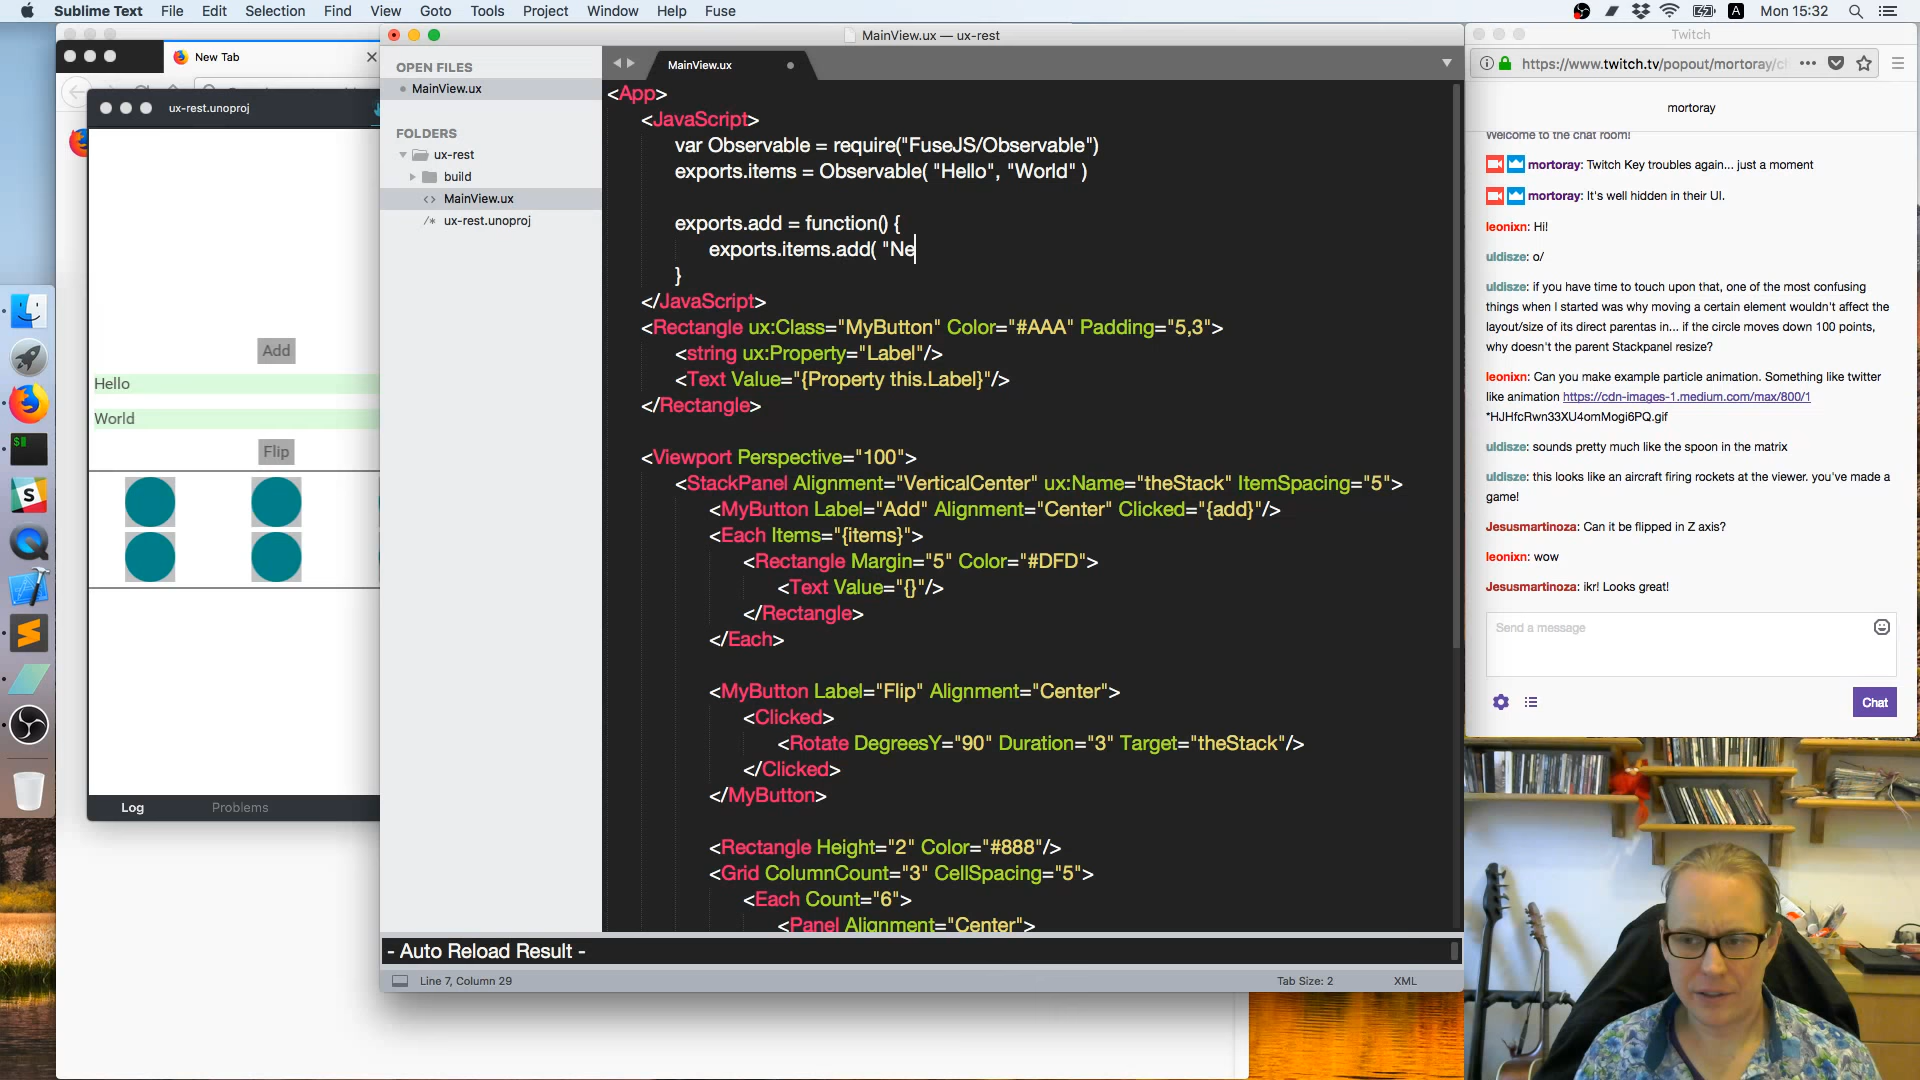 Sublime Text File Edit Selection Find View Goto Tools Project Window Help Fuse
A Mon 15:32
New Tab
ux-rest.unoproj
Add
Hello
World
Flip
Log Problems
MainView.ux — ux-rest
OPEN FILES
MainView.ux
FOLDERS
ux-rest
build
<> MainView.ux
/* ux-rest.unoproj
MainView.ux
<App>
<JavaScript>
var Observable = require("FuseJS/Observable")
exports.items = Observable( "Hello", "World" )
exports.add = function() {
exports.items.add( "Ne
}
</JavaScript>
<Rectangle ux:Class="MyButton" Color="#AAA" Padding="5,3">
<string ux:Property="Label"/>
<Text Value="{Property this.Label}"/>
</Rectangle>
<Viewport Perspective="100">
<StackPanel Alignment="VerticalCenter" ux:Name="theStack" ItemSpacing="5">
<MyButton Label="Add" Alignment="Center" Clicked="{add}"/>
<Each Items="{items}">
<Rectangle Margin="5" Color="#DFD">
<Text Value="{}"/>
</Rectangle>
</Each>
<MyButton Label="Flip" Alignment="Center">
<Clicked>
<Rotate DegreesY="90" Duration="3" Target="theStack"/>
</Clicked>
</MyButton>
<Rectangle Height="2" Color="#888"/>
<Grid ColumnCount="3" CellSpacing="5">
<Each Count="6">
<Panel Alignment="Center">
- Auto Reload Result -
Line 7, Column 29 Tab Size: 2 XML
Twitch
https://www.twitch.tv/popout/mortoray/c
mortoray
Welcome to the chat room!
mortoray: Twitch Key troubles again... just a moment
mortoray: It's well hidden in their UI.
leonixn: Hi!
uldisze: o/
uldisze: if you have time to touch upon that, one of the most confusing
things when I started was why moving a certain element wouldn't affect the
layout/size of its direct parentas in... if the circle moves down 100 points,
why doesn't the parent Stackpanel resize?
leonixn: Can you make example particle animation. Something like twitter
like animation https://cdn-images-1.medium.com/max/800/1
*HJHfcRwn33XU4omMogi6PQ.gif
uldisze: sounds pretty much like the spoon in the matrix
uldisze: this looks like an aircraft firing rockets at the viewer. you've made a
game!
Jesusmartinoza: Can it be flipped in Z axis?
leonixn: wow
Jesusmartinoza: ikr! Looks great!
Send a message
Chat